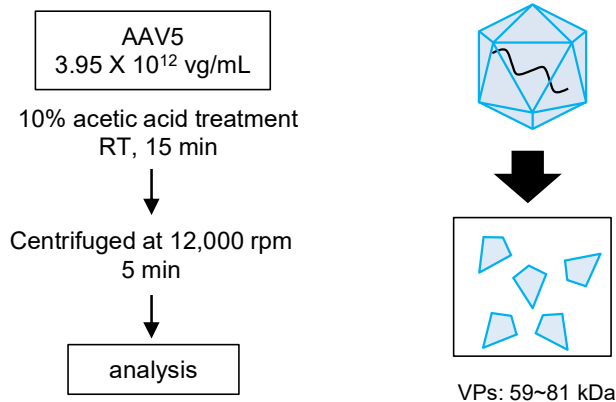 AAV5
3.95 X 10¹² vg/mL
10% acetic acid treatment
RT, 15 min
Centrifuged at 12,000 rpm
5 min
analysis
VPs: 59~81 kDa